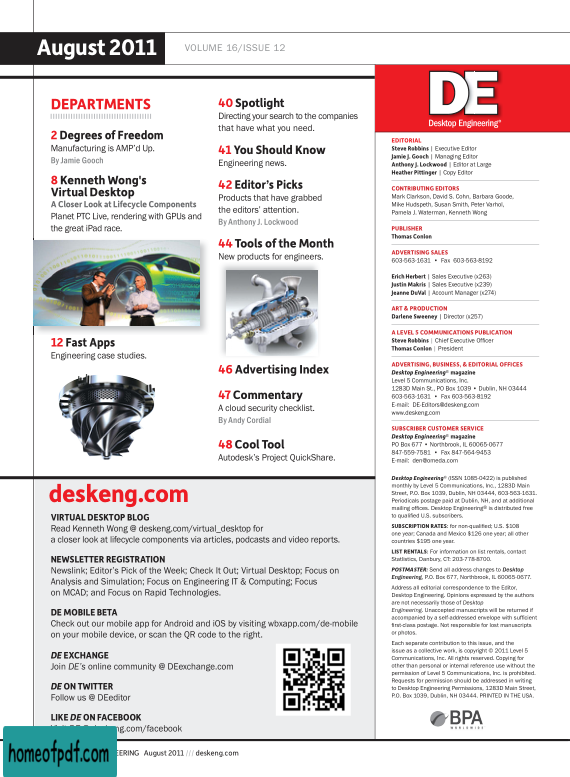 August 2011
VOLUME 16/ISSUE 12
DEPARTMENTS
2 Degrees of Freedom
Manufacturing is AMP’d Up.
By Jamie Gooch
8 Kenneth Wong's
Virtual Desktop
A Closer Look at Lifecycle Components
Planet PTC Live, rendering with GPUs and
the great iPad race.
12 Fast Apps
Engineering case studies.
40 Spotlight
Directing your search to the companies
that have what you need.
41 You Should Know
Engineering news.
42 Editor’s Picks
Products that have grabbed
the editors’ attention.
By Anthony J. Lockwood
44 Tools of the Month
New products for engineers.
46 Advertising Index
47 Commentary
A cloud security checklist.
By Andy Cordial
48 Cool Tool
Autodesk’s Project QuickShare.
deskeng.com
VIRTUAL DESKTOP BLOG
Read Kenneth Wong @ deskeng.com/virtual_desktop for
a closer look at lifecycle components via articles, podcasts and video reports.
NEWSLETTER REGISTRATION
Newslink; Editor’s Pick of the Week; Check It Out; Virtual Desktop; Focus on
Analysis and Simulation; Focus on Engineering IT & Computing; Focus
on MCAD; and Focus on Rapid Technologies.
DE MOBILE BETA
Check out our mobile app for Android and iOS by visiting wbxapp.com/de-mobile
on your mobile device, or scan the QR code to the right.
DE EXCHANGE
Join DE’s online community @ DEexchange.com
DE ON TWITTER
Follow us @ DEeditor
LIKE DE ON FACEBOOK
.com/facebook
DE
Desktop Engineering®
EDITORIAL
Steve Robbins | Executive Editor
Jamie J. Gooch | Managing Editor
Anthony J. Lockwood | Editor at Large
Heather Pittinger | Copy Editor
CONTRIBUTING EDITORS
Mark Clarkson, David S. Cohn, Barbara Goode,
Mike Hudspeth, Susan Smith, Peter Varhol,
Pamela J. Waterman, Kenneth Wong
PUBLISHER
Thomas Conlon
ADVERTISING SALES
603-563-1631 • Fax 603-563-8192
Erich Herbert | Sales Executive (x263)
Justin Makris | Sales Executive (x239)
Jeanne DuVal | Account Manager (x274)
ART & PRODUCTION
Darlene Sweeney | Director (x257)
A LEVEL 5 COMMUNICATIONS PUBLICATION
Steve Robbins | Chief Executive Officer
Thomas Conlon | President
ADVERTISING, BUSINESS, & EDITORIAL OFFICES
Desktop Engineering® magazine
Level 5 Communications, Inc.
1283D Main St., PO Box 1039 • Dublin, NH 03444
603-563-1631 • Fax 603-563-8192
E-mail: DE-Editors@deskeng.com
www.deskeng.com
SUBSCRIBER CUSTOMER SERVICE
Desktop Engineering® magazine
PO Box 677 • Northbrook, IL 60065-0677
847-559-7581 • Fax 847-564-9453
E-mail: den@omeda.com
Desktop Engineering® (ISSN 1085-0422) is published
monthly by Level 5 Communications, Inc., 1283D Main
Street, P.O. Box 1039, Dublin, NH 03444, 603-563-1631.
Periodicals postage paid at Dublin, NH, and at additional
mailing offices. Desktop Engineering® is distributed free
to qualified U.S. subscribers.
SUBSCRIPTION RATES: for non-qualified; U.S. $108
one year; Canada and Mexico $126 one year; all other
countries $195 one year.
LIST RENTALS: For information on list rentals, contact
Statistics, Danbury, CT: 203-778-8700.
POSTMASTER: Send all address changes to Desktop
Engineering, P.O. Box 677, Northbrook, IL 60065-0677.
Address all editorial correspondence to the Editor,
Desktop Engineering. Opinions expressed by the authors
are not necessarily those of Desktop
Engineering. Unaccepted manuscripts will be returned if
accompanied by a self-addressed envelope with sufficient
first-class postage. Not responsible for lost manuscripts
or photos.
Each separate contribution to this issue, and the
issue as a collective work, is copyright © 2011 Level 5
Communications, Inc. All rights reserved. Copying for
other than personal or internal reference use without the
permission of Level 5 Communications, Inc. is prohibited.
Requests for permission should be addressed in writing
to Desktop Engineering Permissions, 1283D Main Street,
P.O. Box 1039, Dublin, NH 03444. PRINTED IN THE USA.
BPA
WORLDWIDE
homeofpdf.com
EERING August 2011 /// deskeng.com